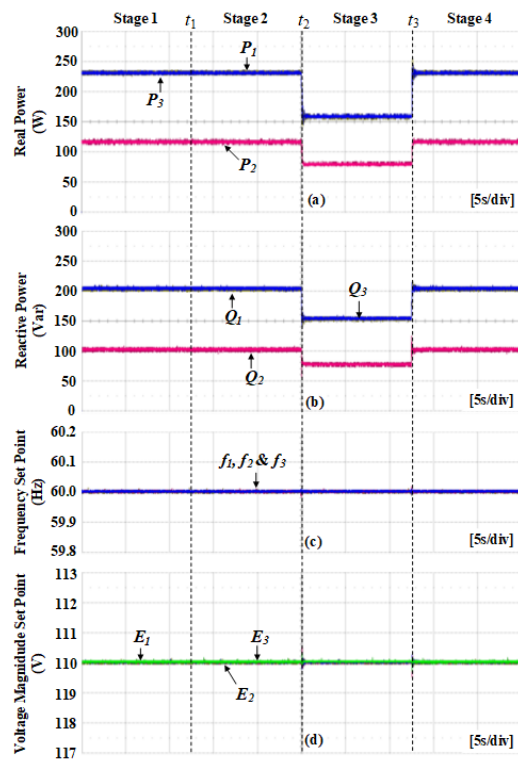 Stage 1 t1 Stage 2 t2 Stage 3 t3 Stage 4
Real Power
(W)
300
250
200
150
100
50
0
P1
P3
P2
(a)
[5s/div]
Reactive Power
(Var)
300
250
200
150
100
50
0
Q1
Q3
Q2
(b)
[5s/div]
Frequency Set Point
(Hz)
60.2
60.1
60.0
59.9
59.8
f1, f2 & f3
(c)
[5s/div]
Voltage Magnidude Set Point
(V)
113
112
111
110
119
118
117
E1
E3
E2
(d)
[5s/div]